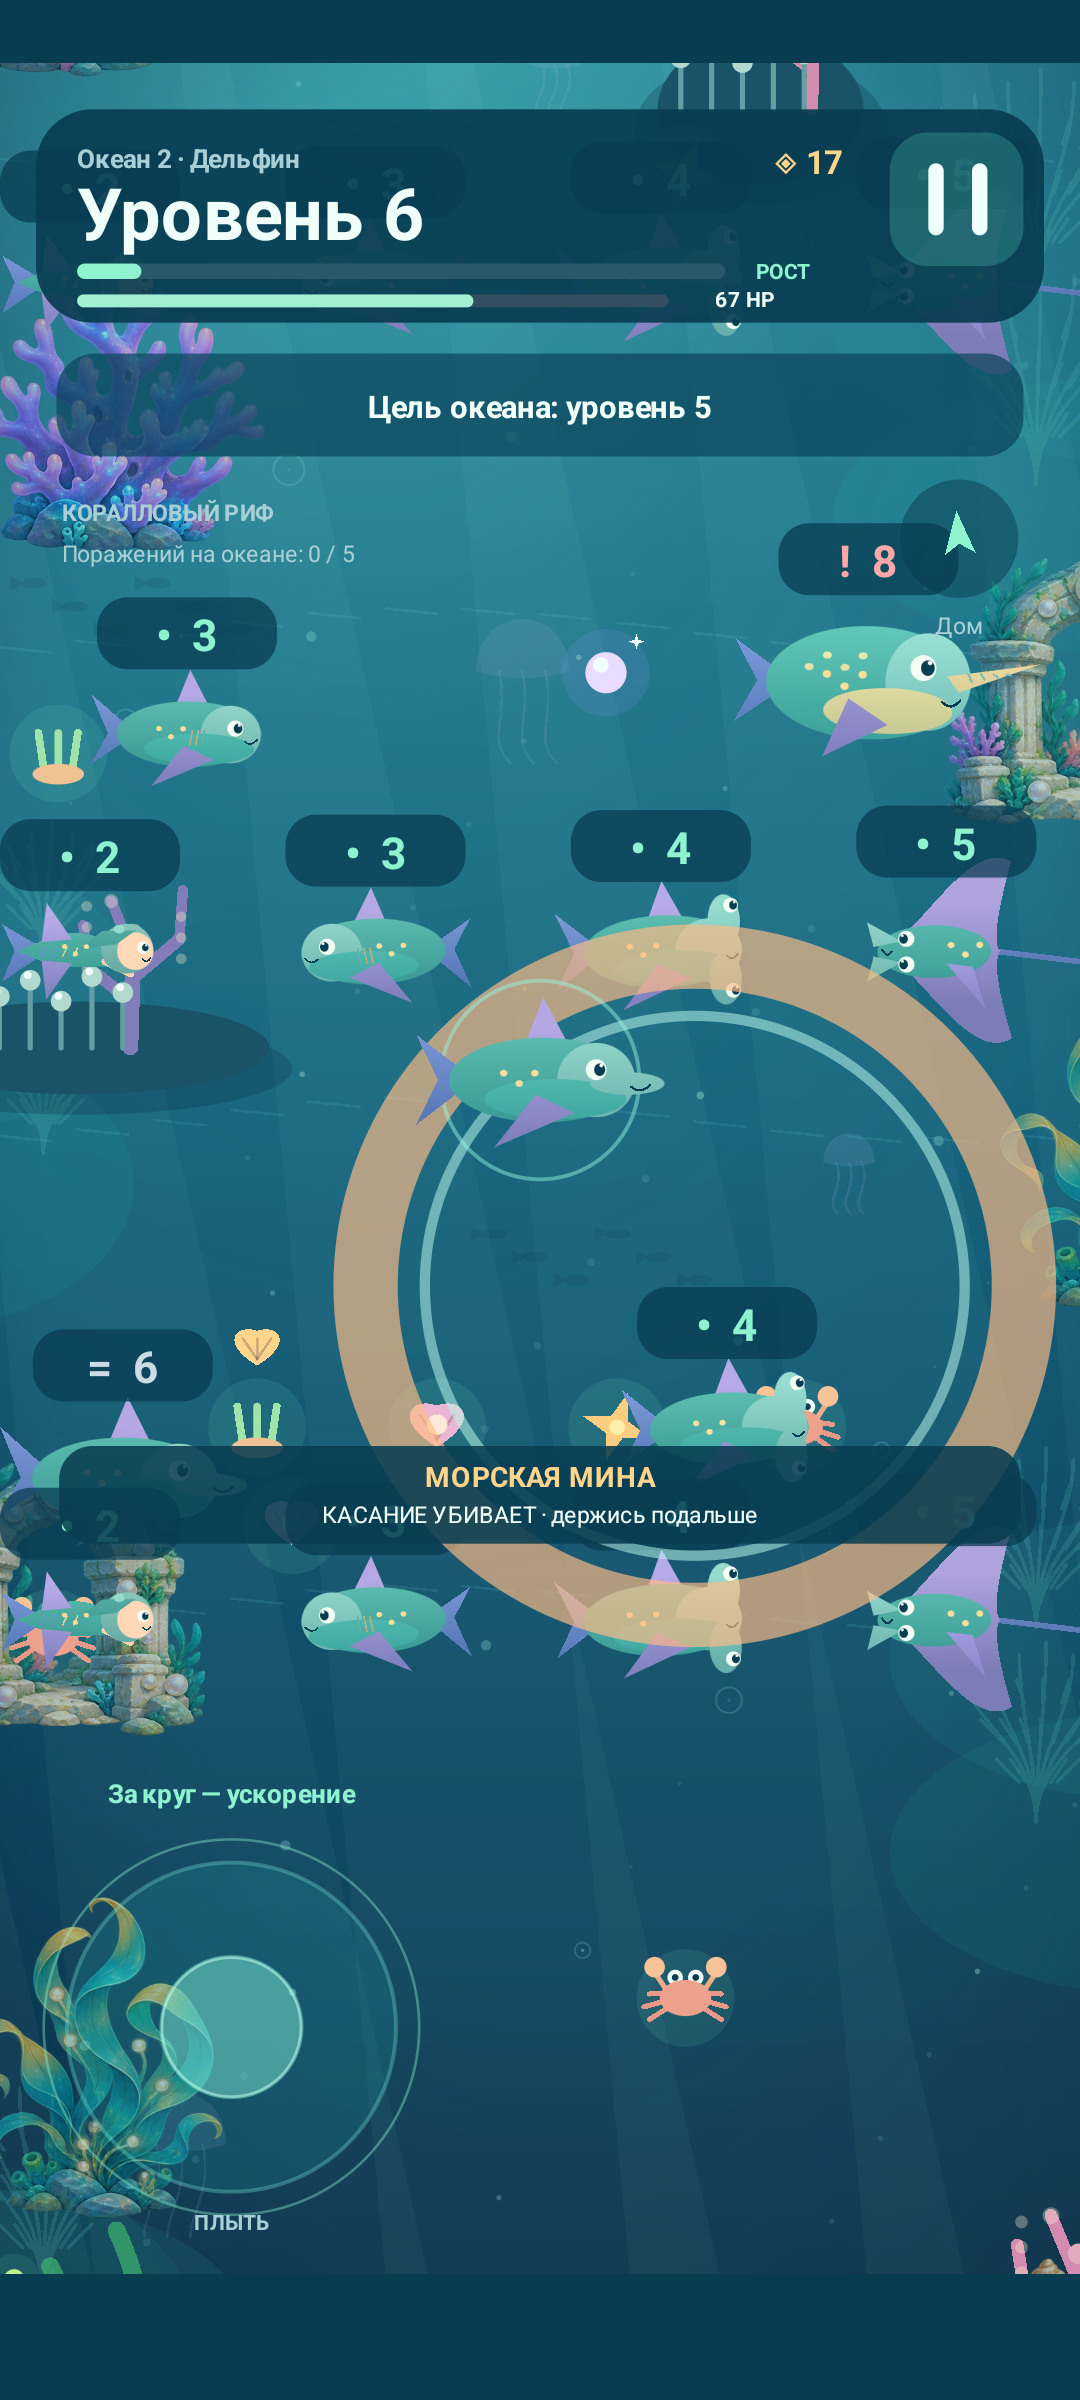 Океан 2 · Дельфин
17
Уровень 6
РОСТ
67 HP
Цель океана: уровень 5
КОРАЛЛОВЫЙ РИФ
Поражений на океане: 0 / 5
! 8
Дом
• 3
• 2
• 3
• 4
• 5
• 4
= 6
МОРСКАЯ МИНА
КАСАНИЕ УБИВАЕТ · держись подальше
• 2
За круг — ускорение
ПЛЫТЬ